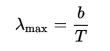 λ_max = b/T